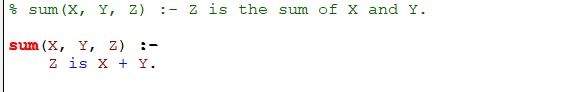 % sum(X, Y, Z) :- Z is the sum of X and Y.
sum(X, Y, Z) :-
Z is X + Y.